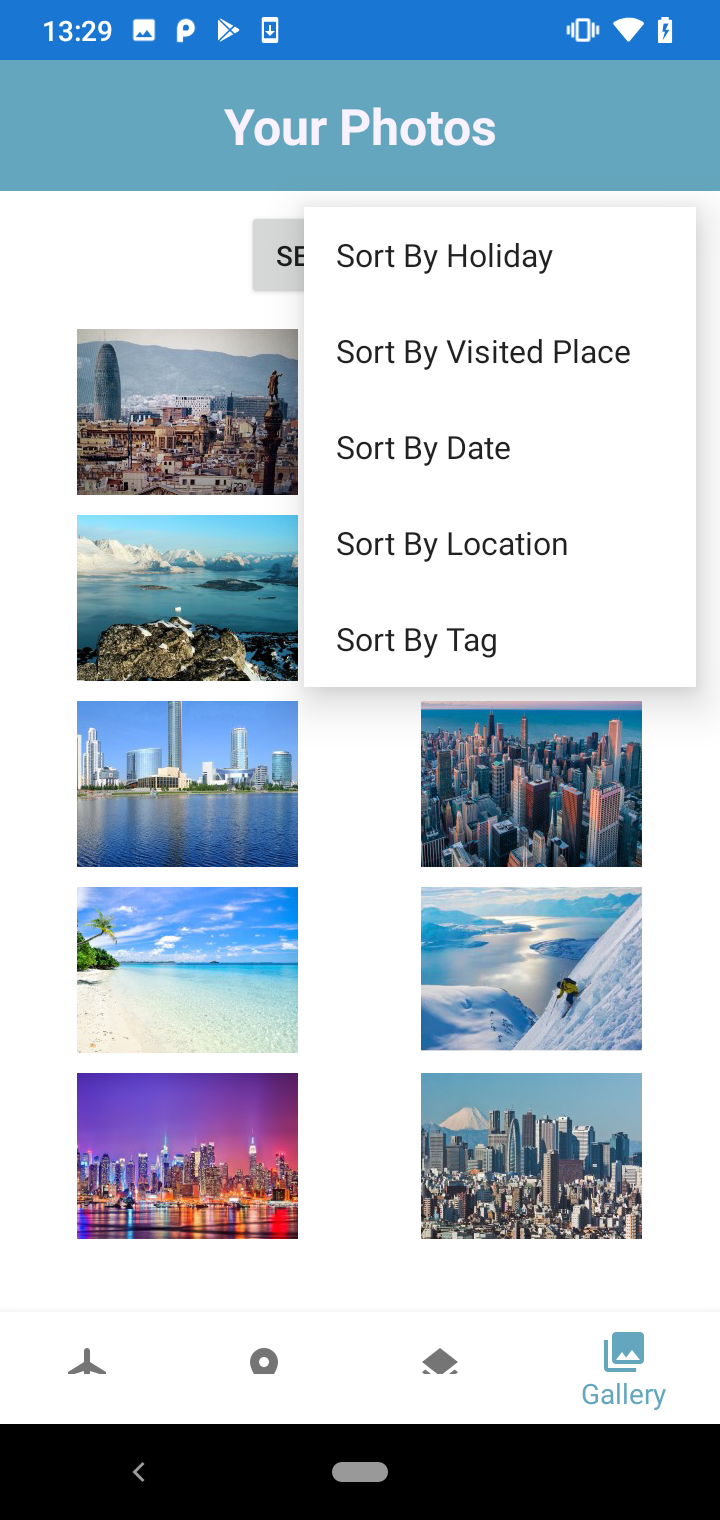 13:29
Your Photos
Sort By Holiday
Sort By Visited Place
Sort By Date
Sort By Location
Sort By Tag
Gallery